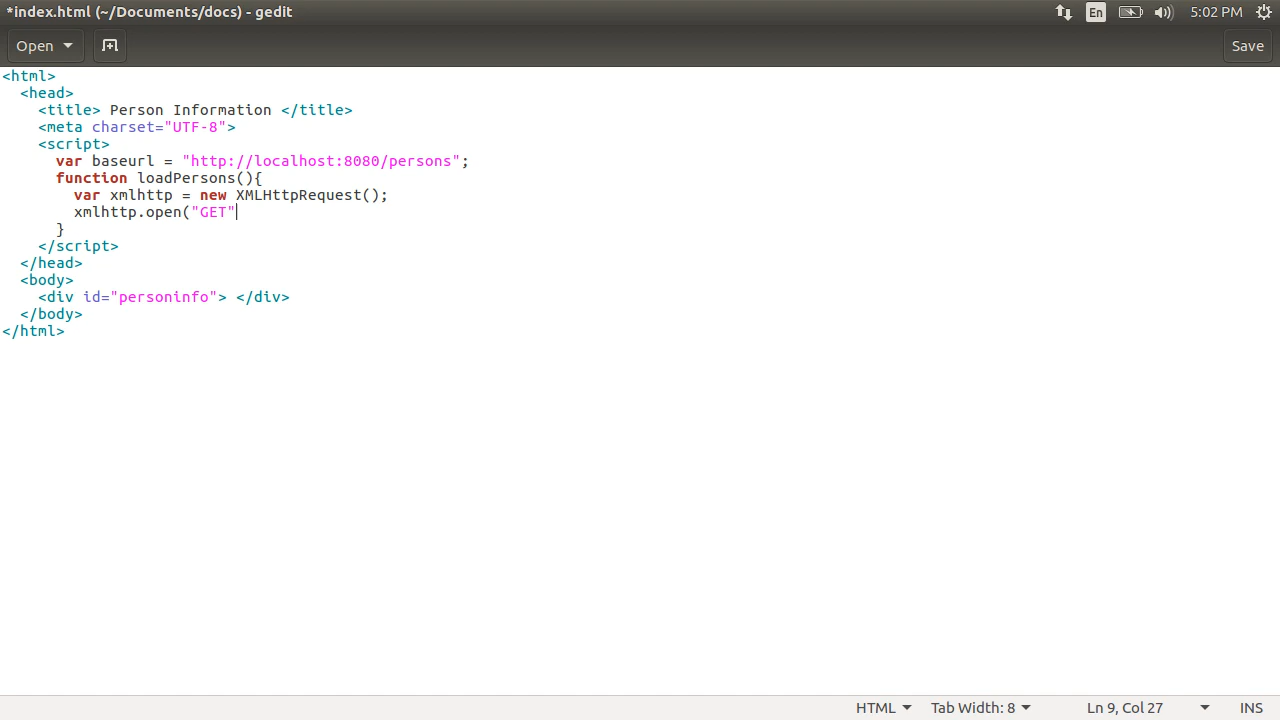 *index.html (~/Documents/docs) - gedit
En
5:02 PM
Open
Save
<html>
  <head>
    <title> Person Information </title>
    <meta charset="UTF-8">
    <script>
      var baseurl = "http://localhost:8080/persons";
      function loadPersons(){
        var xmlhttp = new XMLHttpRequest();
        xmlhttp.open("GET"
      }
    </script>
  </head>
  <body>
    <div id="personinfo"> </div>
  </body>
</html>
HTML
Tab Width: 8
Ln 9, Col 27
INS